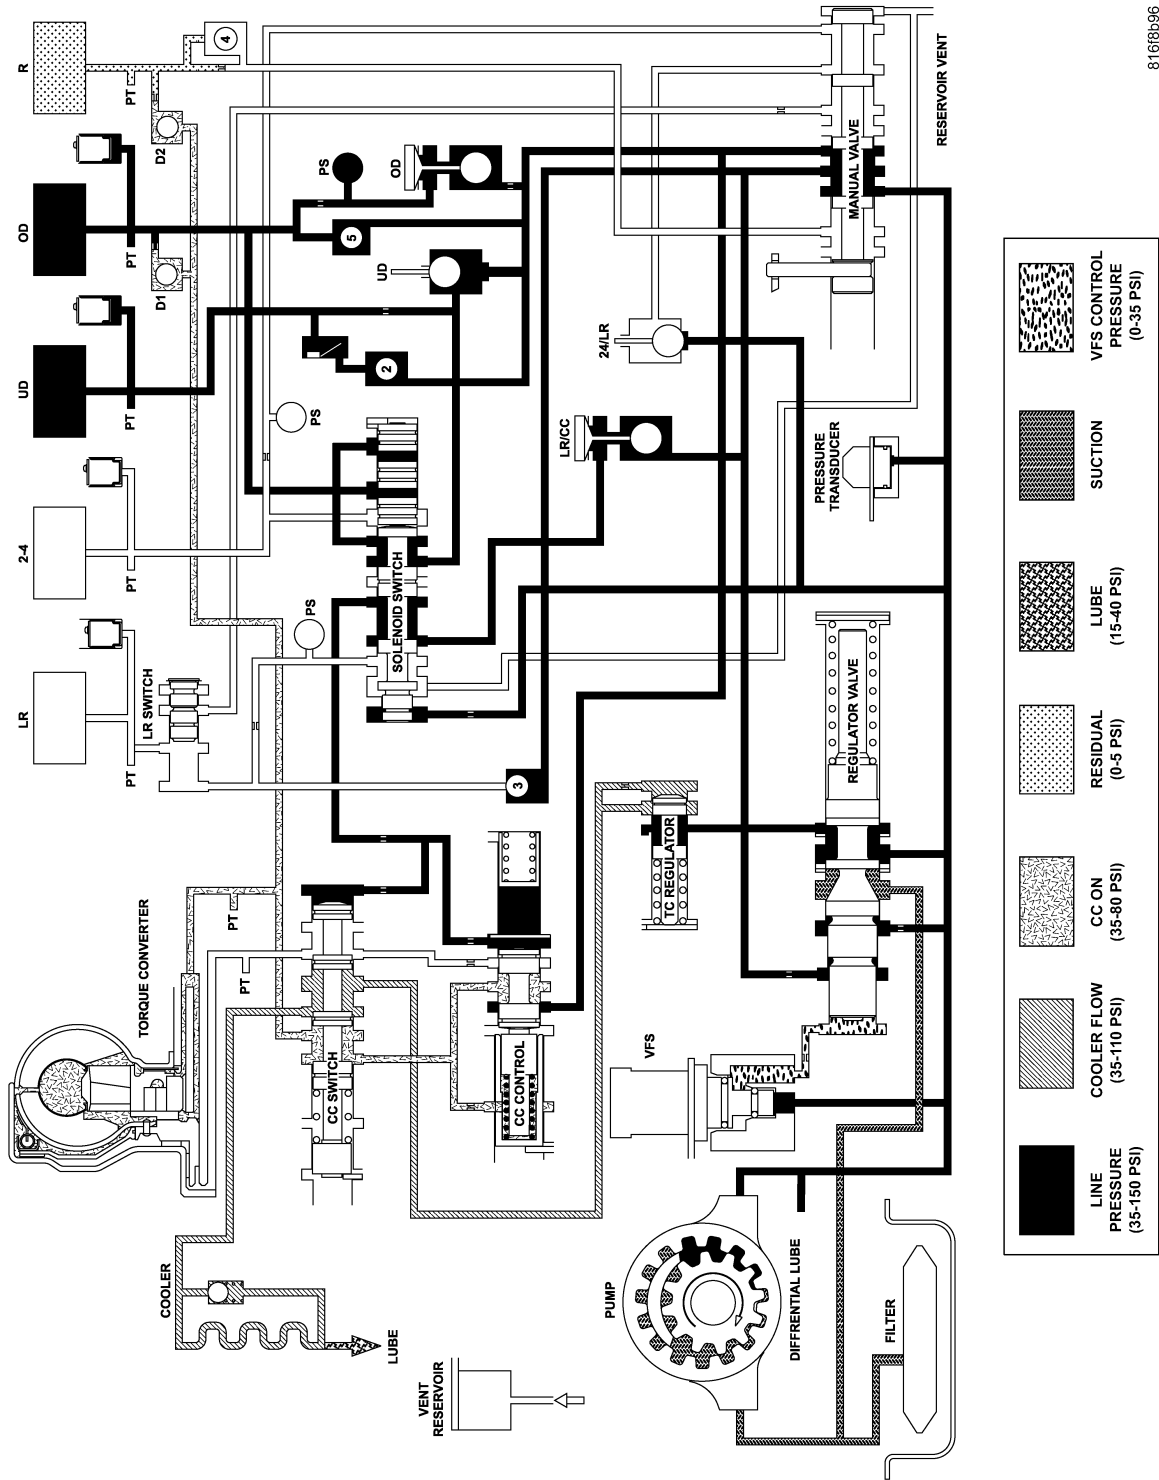 816f8b96
R
OD
UD
2-4
LR
PT
PT
PT
PT
PT
D2
D1
4
PS
OD
5
UD
2
PS
24/LR
LR/CC
PS
LR SWITCH
SOLENOID SWITCH
3
MANUAL VALVE
RESERVOIR VENT
PRESSURE
TRANSDUCER
REGULATOR VALVE
TC REGULATOR
TORQUE CONVERTER
PT
PT
CC SWITCH
CC CONTROL
VFS
COOLER
LUBE
VENT
RESERVOIR
PUMP
DIFFRENTIAL LUBE
FILTER
LINE
PRESSURE
(35-150 PSI)
COOLER FLOW
(35-110 PSI)
CC ON
(35-80 PSI)
RESIDUAL
(0-5 PSI)
LUBE
(15-40 PSI)
SUCTION
VFS CONTROL
PRESSURE
(0-35 PSI)